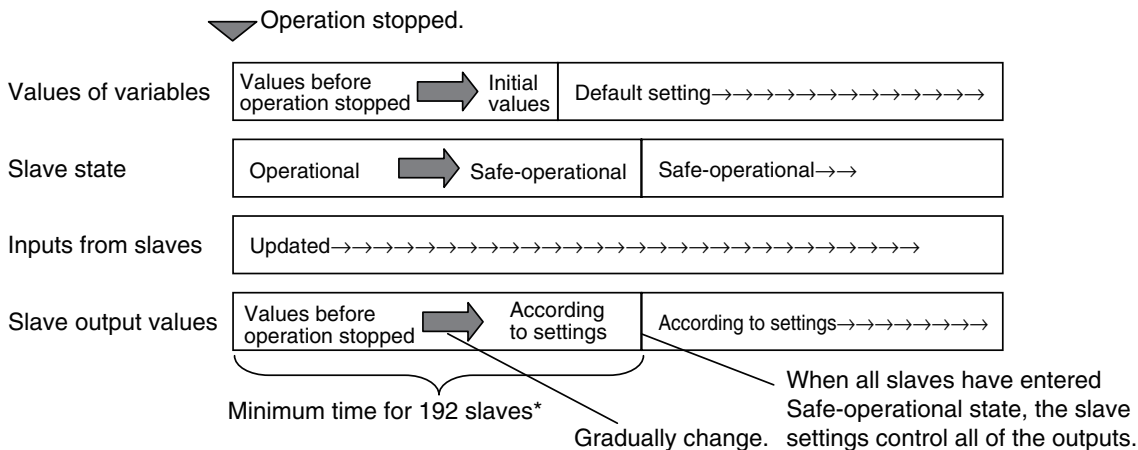 Operation stopped.
Values of variables
Values before
operation stopped
Initial
values
Default setting→→→→→→→→→→→→→
Slave state
Operational
Safe-operational
Safe-operational→→
Inputs from slaves
Updated→→→→→→→→→→→→→→→→→→→→→→→→→→→→
Slave output values
Values before
operation stopped
According
to settings
According to settings→→→→→→→
Minimum time for 192 slaves*
Gradually change.
When all slaves have entered
Safe-operational state, the slave
settings control all of the outputs.